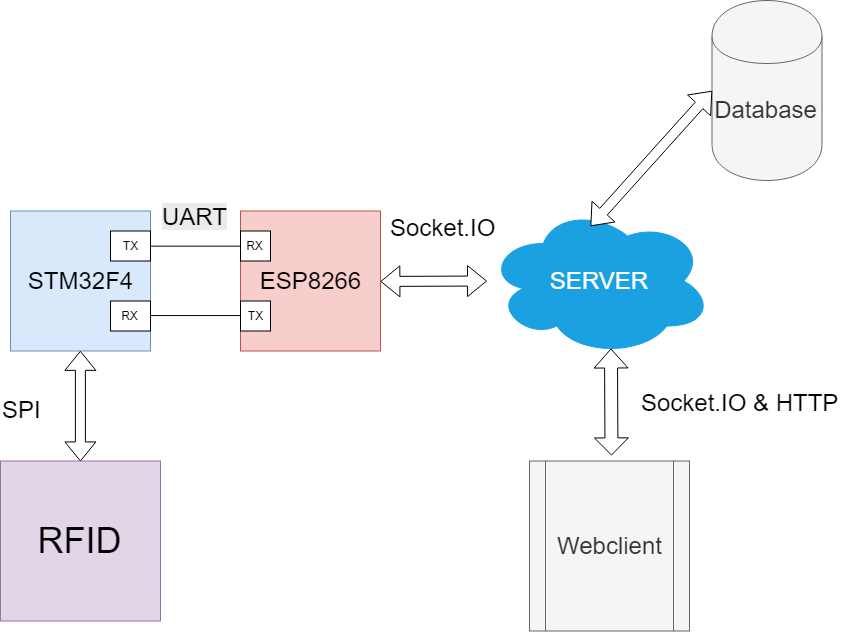 Database
UART
Socket.IO
TX
RX
STM32F4
ESP8266
SERVER
RX
TX
SPI
Socket.IO & HTTP
RFID
Webclient